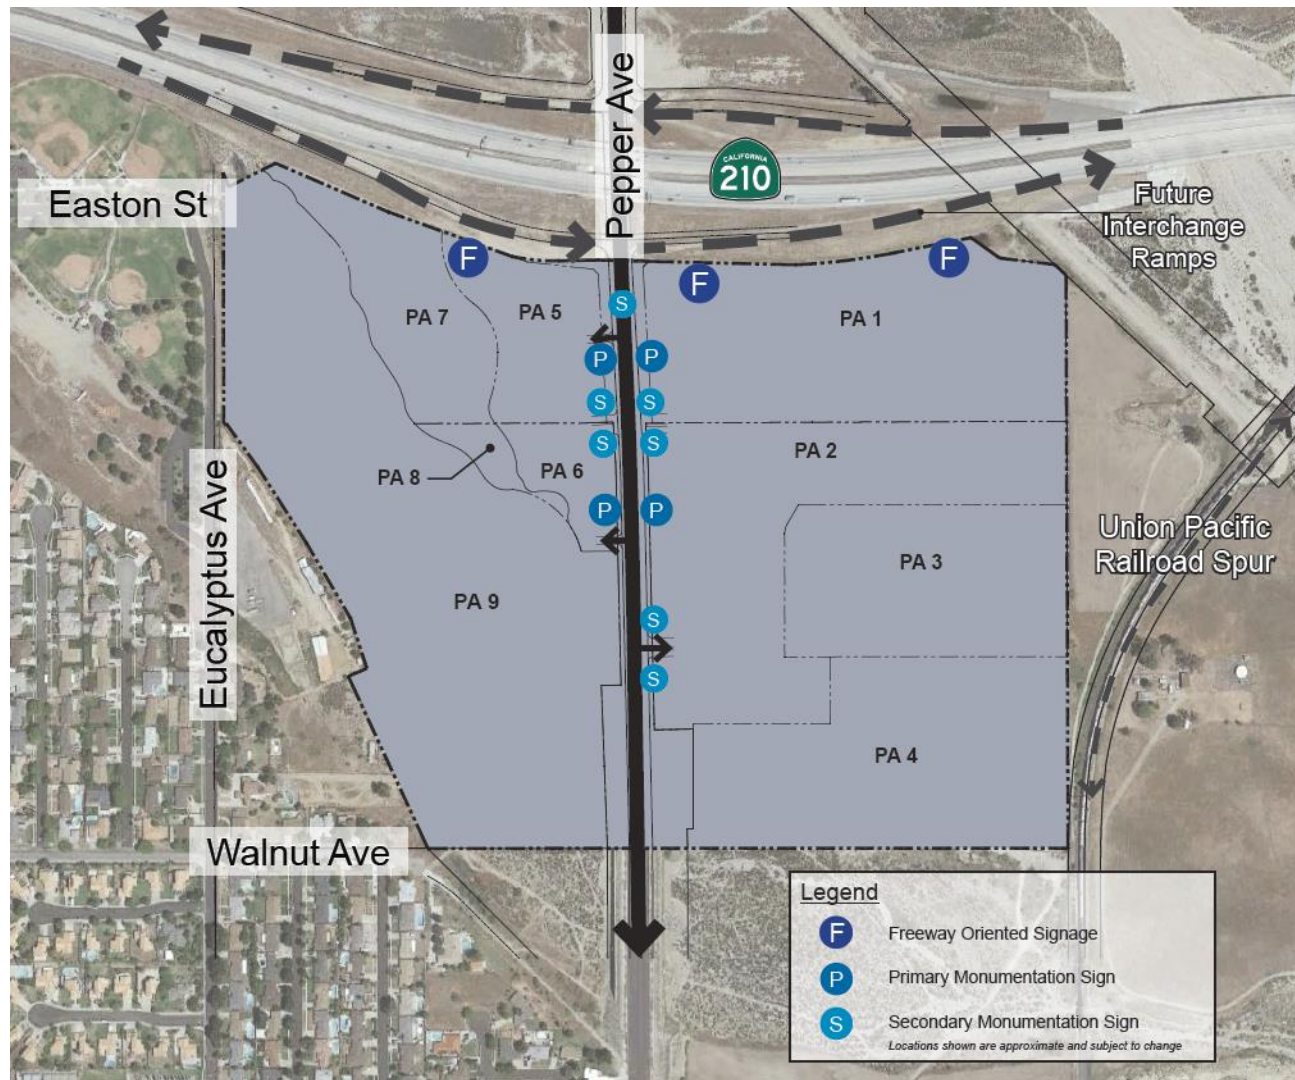 Pepper Ave
CALIFORNIA
210
Easton St
Future
Interchange
Ramps
F
F
F
S
PA 7
PA 5
PA 1
P
P
S
S
S
S
PA 2
PA 8
PA 6
P
P
Eucalyptus Ave
Union Pacific
Railroad Spur
PA 3
PA 9
S
S
PA 4
Walnut Ave
Legend
F Freeway Oriented Signage
P Primary Monumentation Sign
S Secondary Monumentation Sign
Locations shown are approximate and subject to change